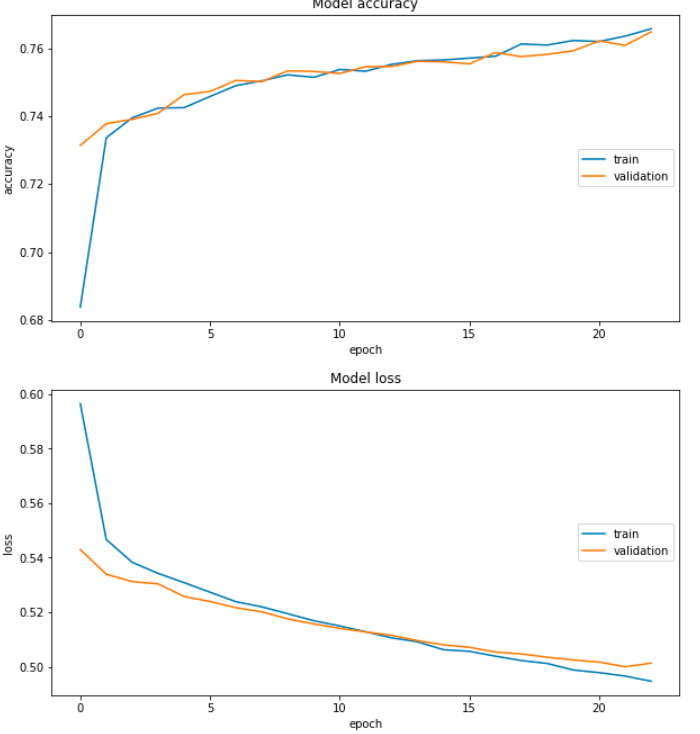 Model accuracy
0.76
0.74
0.72
0.70
0.68
accuracy
train
validation
0 5 10 15 20
epoch
Model loss
0.60
0.58
0.56
0.54
0.52
0.50
loss
train
validation
0 5 10 15 20
epoch